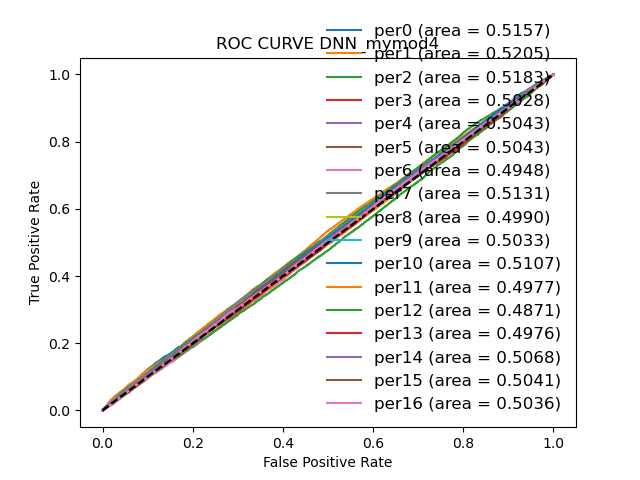 ROC CURVE DNN_mymod4
per0 (area = 0.5157)
per1 (area = 0.5205)
per2 (area = 0.5183)
per3 (area = 0.5028)
per4 (area = 0.5043)
per5 (area = 0.5043)
per6 (area = 0.4948)
per7 (area = 0.5131)
per8 (area = 0.4990)
per9 (area = 0.5033)
per10 (area = 0.5107)
per11 (area = 0.4977)
per12 (area = 0.4871)
per13 (area = 0.4976)
per14 (area = 0.5068)
per15 (area = 0.5041)
per16 (area = 0.5036)
True Positive Rate
1.0
0.8
0.6
0.4
0.2
0.0
0.0 0.2 0.4 0.6 0.8 1.0
False Positive Rate